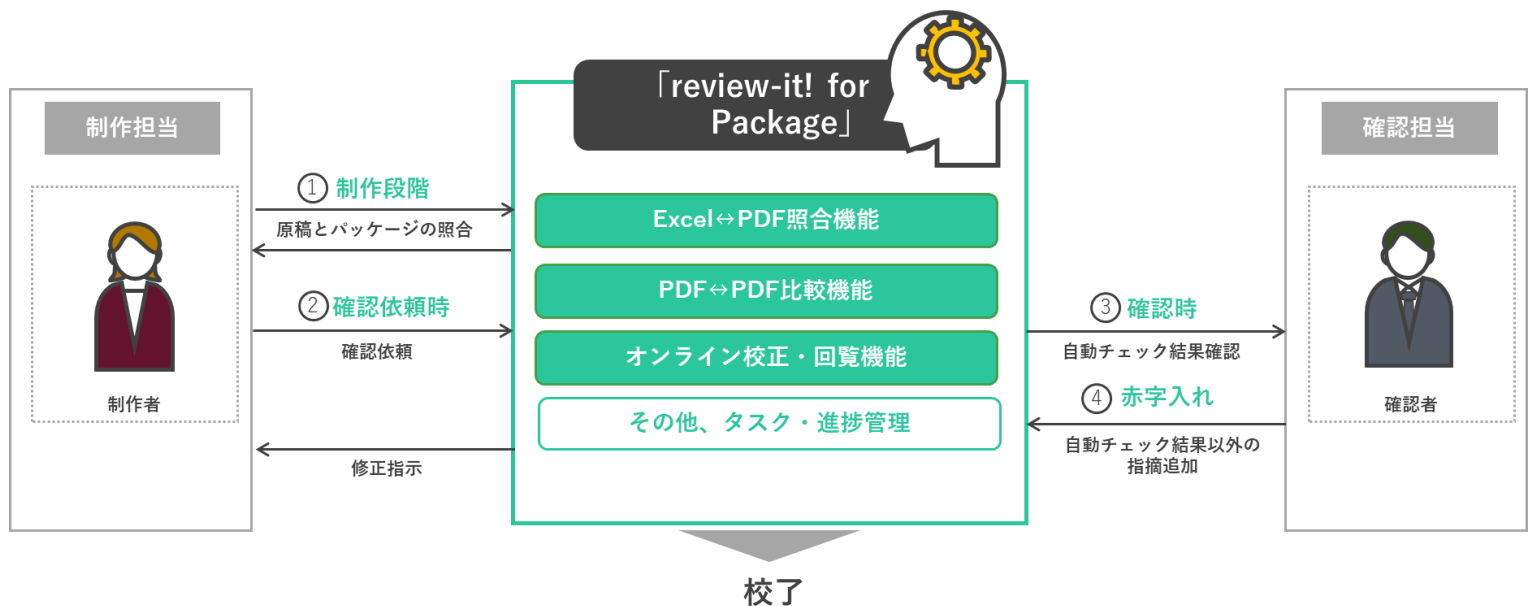 「review-it! for
Package」
制作担当
確認担当
① 制作段階
原稿とパッケージの照合
② 確認依頼時
確認依頼
制作者
修正指示
Excel↔PDF照合機能
PDF↔PDF比較機能
オンライン校正・回覧機能
その他、タスク・進捗管理
③ 確認時
自動チェック結果確認
④ 赤字入れ
自動チェック結果以外の
指摘追加
確認者
校了